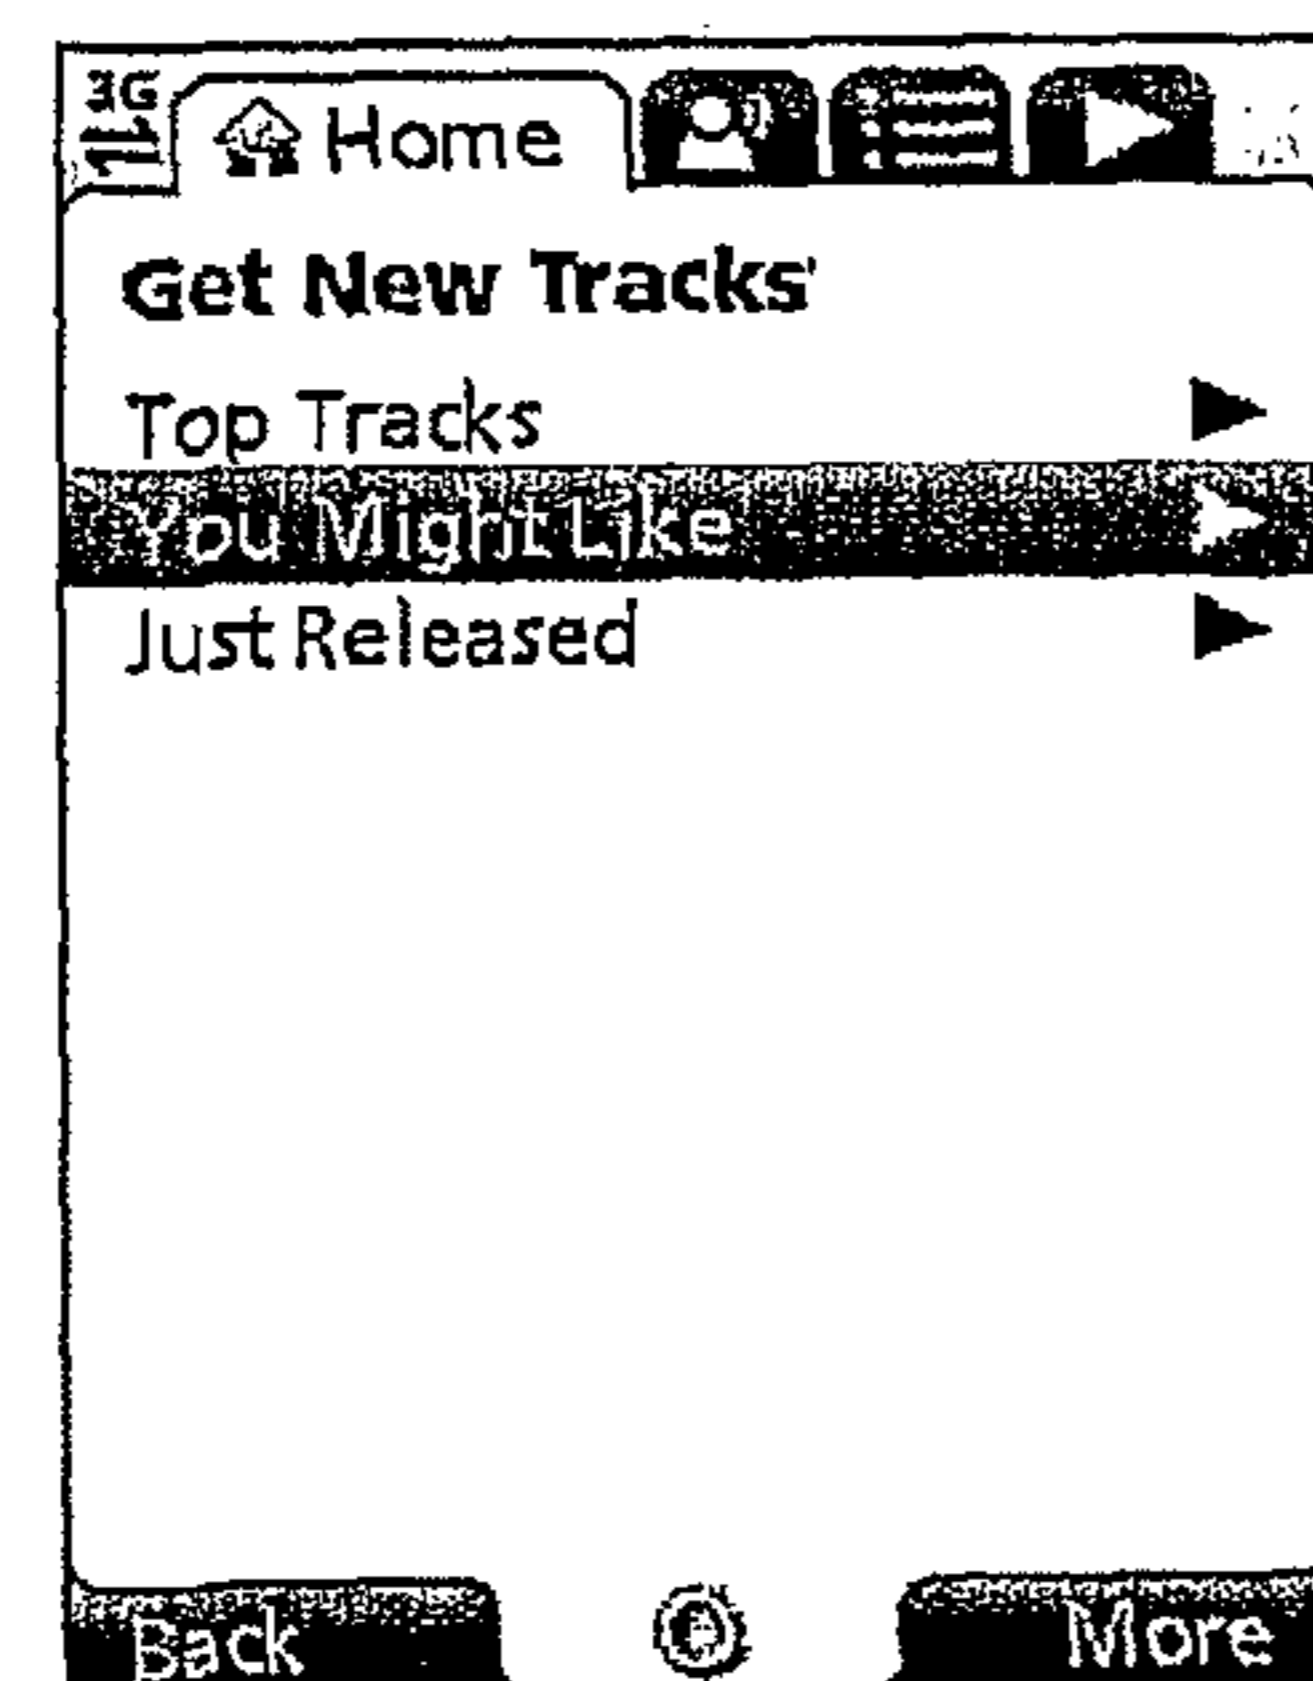 3G
Home
Get New Tracks
Top Tracks
You Might Like
Just Released
Back
More